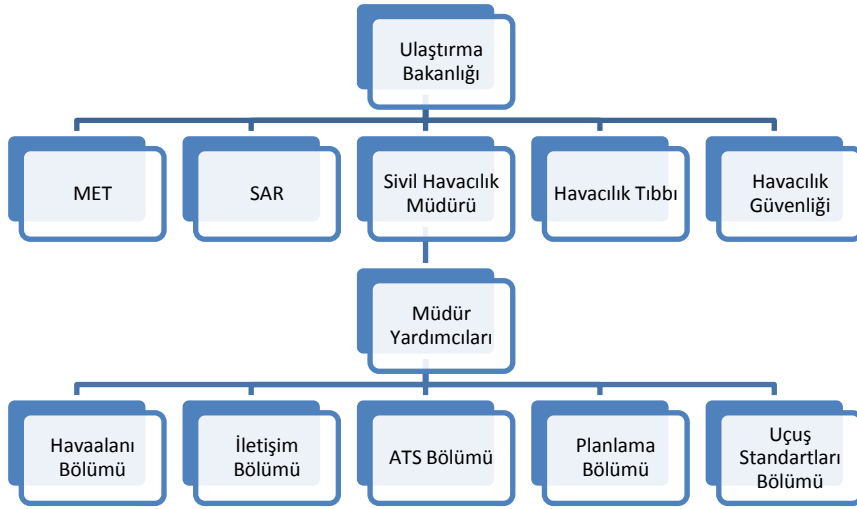 Ulaştırma
Bakanlığı
MET
SAR
Sivil Havacılık
Müdürü
Havacılık Tıbbı
Havacılık
Güvenliği
Müdür
Yardımcıları
Havaalanı
Bölümü
İletişim
Bölümü
ATS Bölümü
Planlama
Bölümü
Uçuş
Standartları
Bölümü